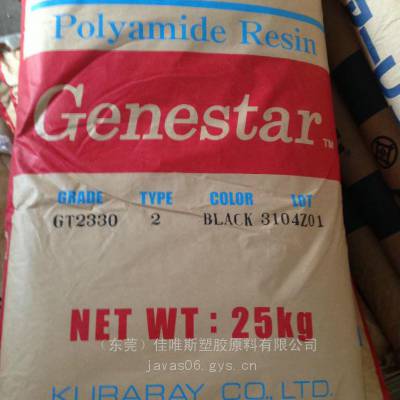 Polyamide Resin
Genestar™
GRADE TYPE COLOR LOT
GT2330 2 BLACK 3104Z01
NET WT: 25kg
（东莞）佳唯斯塑胶原料有限公司
javas06.gys.cn
KURARAY CO., LTD.